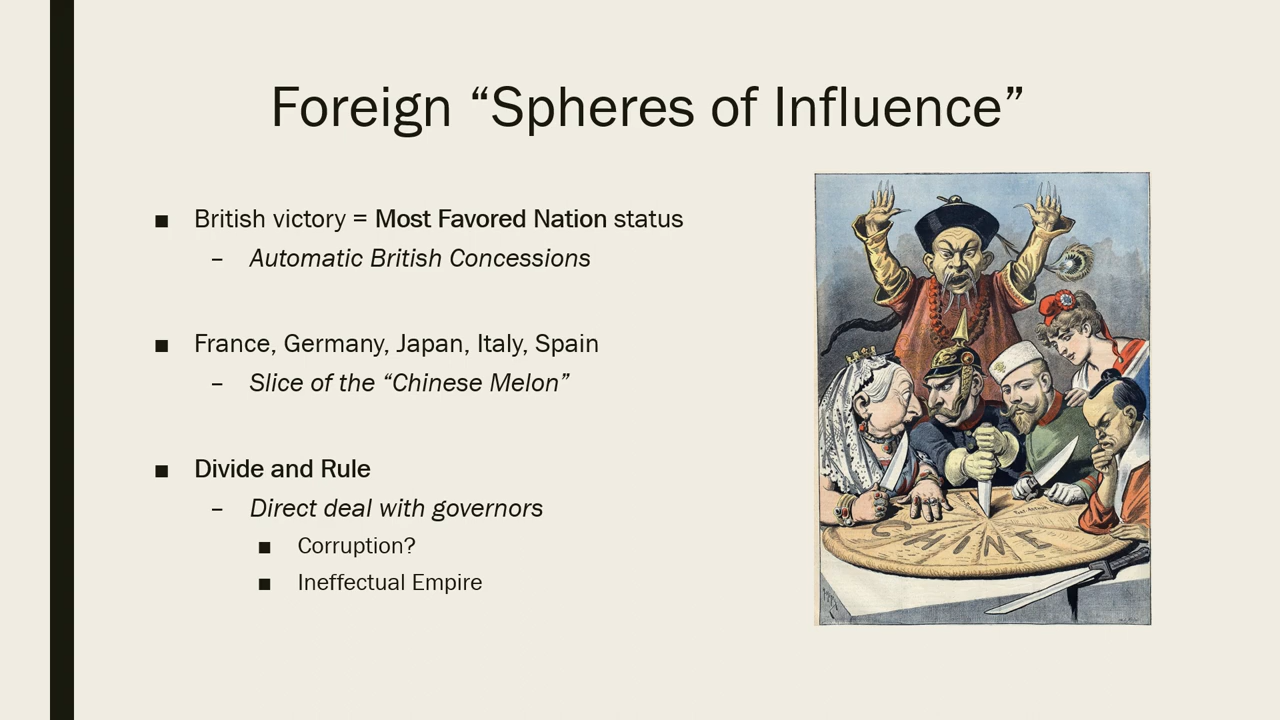 Foreign “Spheres of Influence”
■ British victory = Most Favored Nation status
– Automatic British Concessions
■ France, Germany, Japan, Italy, Spain
– Slice of the “Chinese Melon”
■ Divide and Rule
– Direct deal with governors
■ Corruption?
■ Ineffectual Empire
CHINE